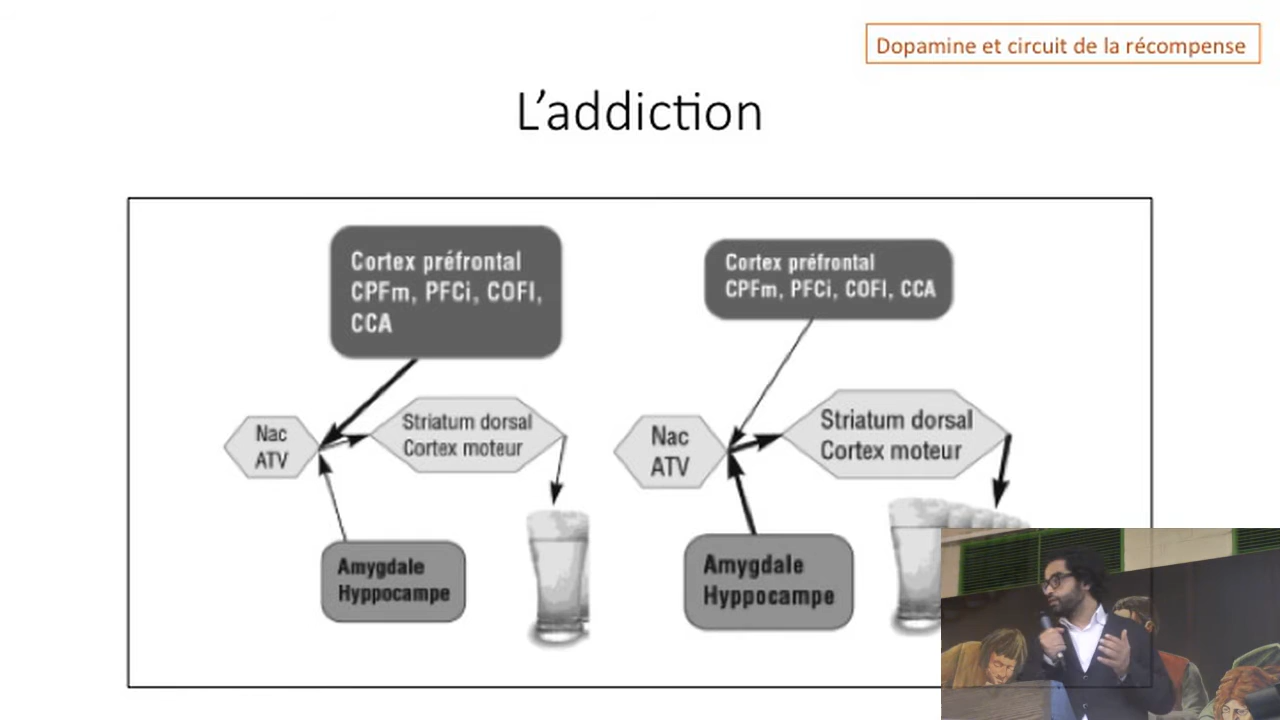 Dopamine et circuit de la récompense
L’addiction
Cortex préfrontal
CPFm, PFCi, COFI,
CCA
Nac
ATV
Striatum dorsal
Cortex moteur
Amygdale
Hyppocampe
Cortex préfrontal
CPFm, PFCi, COFI, CCA
Nac
ATV
Striatum dorsal
Cortex moteur
Amygdale
Hyppocampe